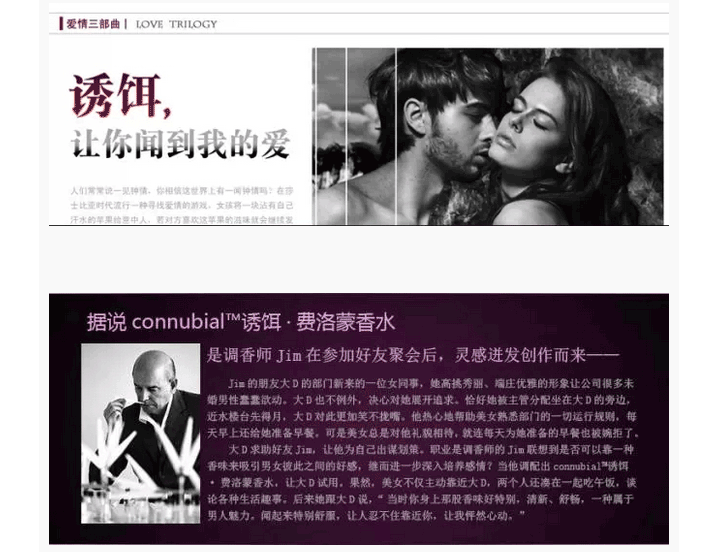 爱情三部曲 | LOVE TRILOGY
诱饵,
让你闻到我的爱
人们常常说一见钟情，你相信这世界上有一闻钟情吗？在莎
士比亚时代流行一种寻找爱情的游戏，女孩将一块沾有自己
汗水的苹果给意中人，若对方喜欢这苹果的滋味就会继续发
据说 connubial™诱饵·费洛蒙香水
是调香师Jim在参加好友聚会后，灵感迸发创作而来——
Jim的朋友大D的部门新来的一位女同事，她高挑秀丽、端庄优雅的形象让公司很多未
婚男性蠢蠢欲动。大D也不例外，决心对她展开追求。恰好她被主管分配坐在大D的旁边，
近水楼台先得月，大D对此更加笑不拢嘴。他热心地帮助美女熟悉部门的一切运行规则，每
天早上还给她准备早餐。可是美女总是对他礼貌相待，就连每天为她准备的早餐也被婉拒了。
大D求助好友Jim，让他为自己出谋划策。职业是调香师的Jim联想到是否可以靠一种
香味来吸引男女彼此之间的好感，继而进一步深入培养感情？当他调配出connubial™诱饵
·费洛蒙香水，让大D试用。果然，美女不仅主动靠近大D，两个人还凑在一起吃午饭，谈
论各种生活趣事。后来她跟大D说，“当时你身上那股香味好特别，清新、舒畅，一种属于
男人魅力。闻起来特别舒服，让人忍不住靠近你，让我怦然心动。”